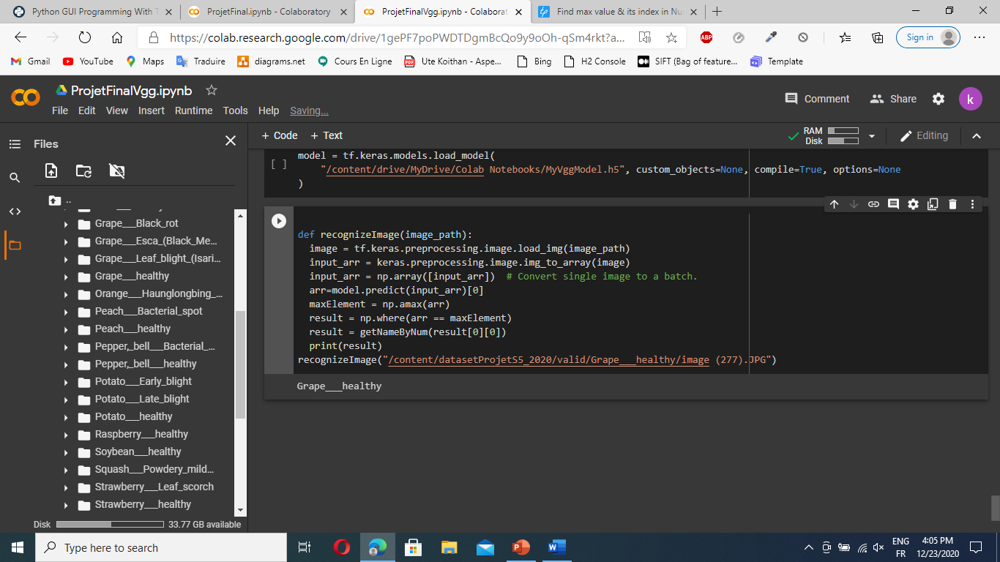 Python GUI Programming With T
ProjetFinal.ipynb - Colaboratory
ProjetFinalVgg.ipynb - Colaborat
Find max value & its index in Nu
https://colab.research.google.com/drive/1gePF7poPWDTDgmBcQo9y9oOh-qSm4rkt?a...
ABP
Sign in
Gmail
YouTube
Maps
Traduire
diagrams.net
Cours En Ligne
PDF
Ute Koithan - Aspe...
Bing
H2 Console
SIFT (Bag of feature...
Template
ProjetFinalVgg.ipynb
File Edit View Insert Runtime Tools Help Saving...
Comment
Share
k
Files
+ Code + Text
RAM
Disk
Editing
..
Grape___Black_rot
Grape___Esca_(Black_Me...
Grape___Leaf_blight_(Isari...
Grape___healthy
Orange___Haunglongbing_...
Peach___Bacterial_spot
Peach___healthy
Pepper,_bell___Bacterial_...
Pepper,_bell___healthy
Potato___Early_blight
Potato___Late_blight
Potato___healthy
Raspberry___healthy
Soybean___healthy
Squash___Powdery_mild...
Strawberry___Leaf_scorch
Strawberry___healthy
Disk
33.77 GB available
[ ]
model = tf.keras.models.load_model(
"/content/drive/MyDrive/Colab Notebooks/MyVggModel.h5", custom_objects=None, compile=True, options=None
)
def recognizeImage(image_path):
image = tf.keras.preprocessing.image.load_img(image_path)
input_arr = keras.preprocessing.image.img_to_array(image)
input_arr = np.array([input_arr])  # Convert single image to a batch.
arr=model.predict(input_arr)[0]
maxElement = np.amax(arr)
result = np.where(arr == maxElement)
result = getNameByNum(result[0][0])
print(result)
recognizeImage("/content/datasetProjetS5_2020/valid/Grape___healthy/image (277).JPG")
Grape___healthy
Type here to search
ENG
FR
4:05 PM
12/23/2020